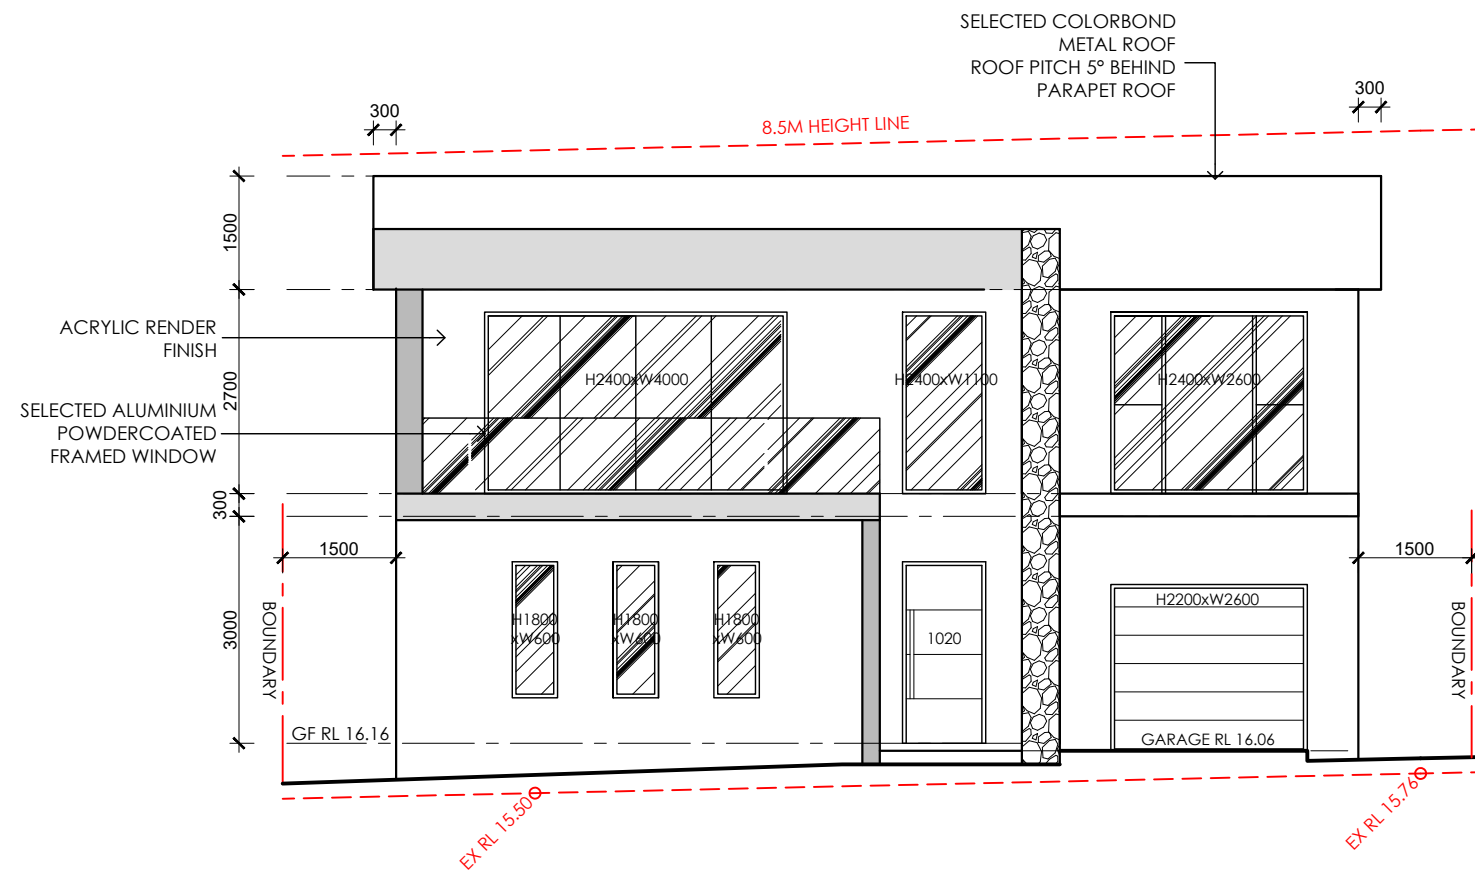 SELECTED COLORBOND
METAL ROOF
ROOF PITCH 5° BEHIND
PARAPET ROOF
300
300
8.5M HEIGHT LINE
1500
ACRYLIC RENDER
FINISH
2700
SELECTED ALUMINIUM
POWDERCOATED
FRAMED WINDOW
H2400xW4000
H2400xW1100
H2400xW2600
300
1500
1500
3000
BOUNDARY
BOUNDARY
H1800
xW600
H1800
xW600
H1800
xW600
1020
H2200xW2600
GF RL 16.16
GARAGE RL 16.06
EX RL 15.50
EX RL 15.76